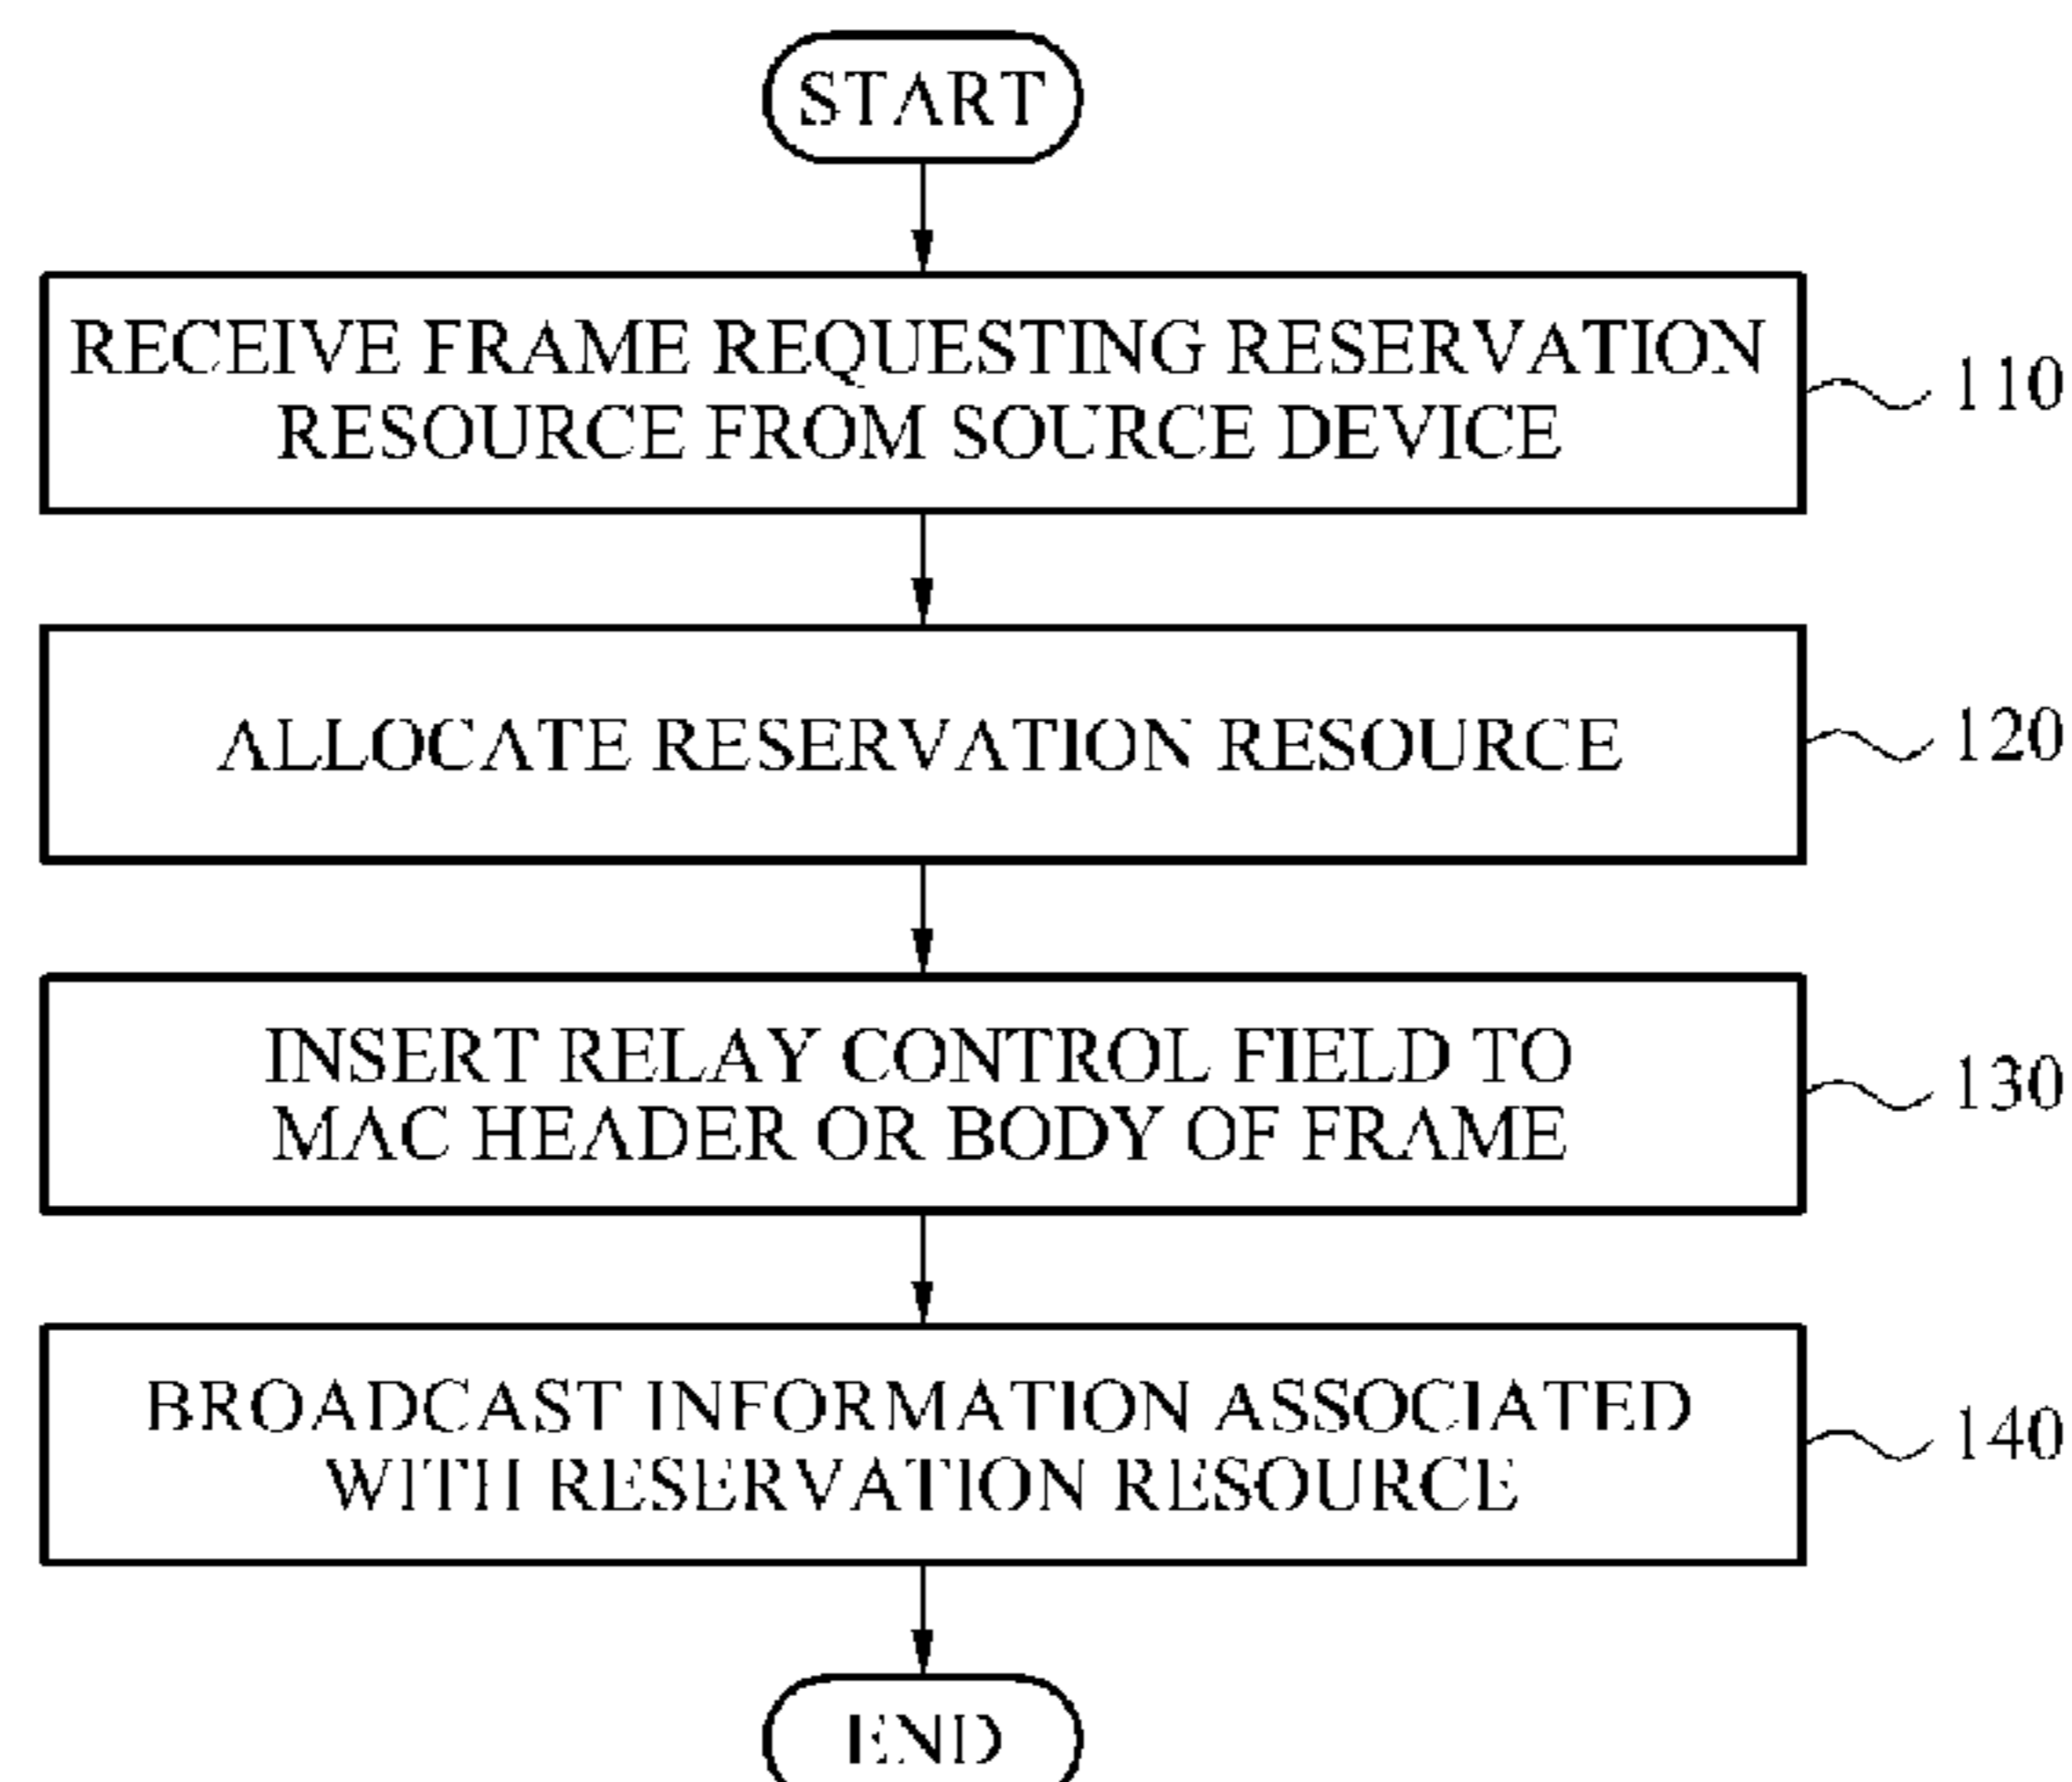 START
RECEIVE FRAME REQUESTING RESERVATION
RESOURCE FROM SOURCE DEVICE
110
ALLOCATE RESERVATION RESOURCE
120
INSERT RELAY CONTROL FIELD TO
MAC HEADER OR BODY OF FRAME
130
BROADCAST INFORMATION ASSOCIATED
WITH RESERVATION RESOURCE
140
END